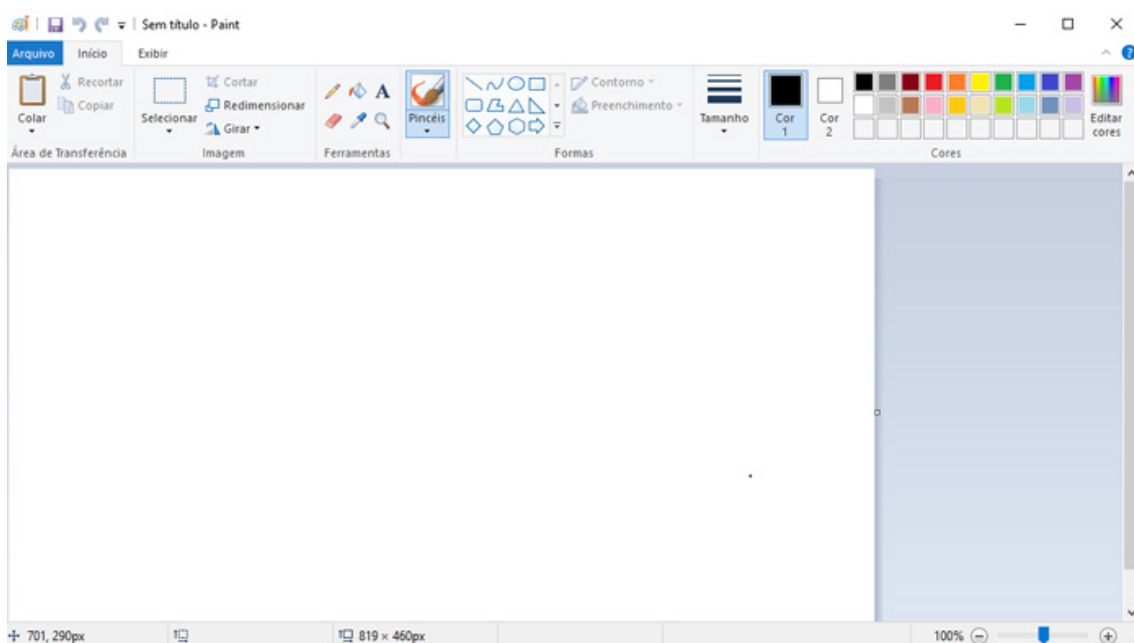 Sem título - Paint
Arquivo Início Exibir
Colar
Recortar
Copiar
Área de Transferência
Selecionar
Cortar
Redimensionar
Girar
Imagem
A
Ferramentas
Pincéis
Contorno
Preenchimento
Formas
Tamanho
Cor 1
Cor 2
Editar cores
Cores
701, 290px
819 × 460px
100%